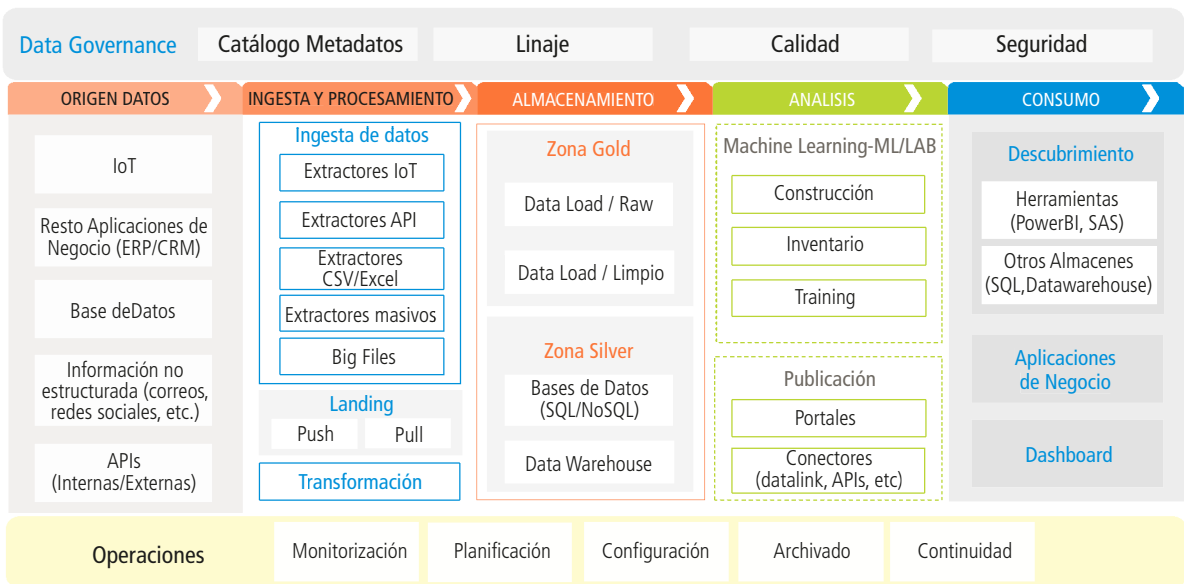 Data Governance
Catálogo Metadatos
Linaje
Calidad
Seguridad
ORIGEN DATOS
INGESTA Y PROCESAMIENTO
ALMACENAMIENTO
ANALISIS
CONSUMO
IoT
Resto Aplicaciones de
Negocio (ERP/CRM)
Base deDatos
Información no
estructurada (correos,
redes sociales, etc.)
APIs
(Internas/Externas)
Ingesta de datos
Extractores IoT
Extractores API
Extractores
CSV/Excel
Extractores masivos
Big Files
Landing
Push
Pull
Transformación
Zona Gold
Data Load / Raw
Data Load / Limpio
Zona Silver
Bases de Datos
(SQL/NoSQL)
Data Warehouse
Machine Learning-ML/LAB
Construcción
Inventario
Training
Publicación
Portales
Conectores
(datalink, APIs, etc)
Descubrimiento
Herramientas
(PowerBI, SAS)
Otros Almacenes
(SQL,Datawarehouse)
Aplicaciones
de Negocio
Dashboard
Operaciones
Monitorización
Planificación
Configuración
Archivado
Continuidad